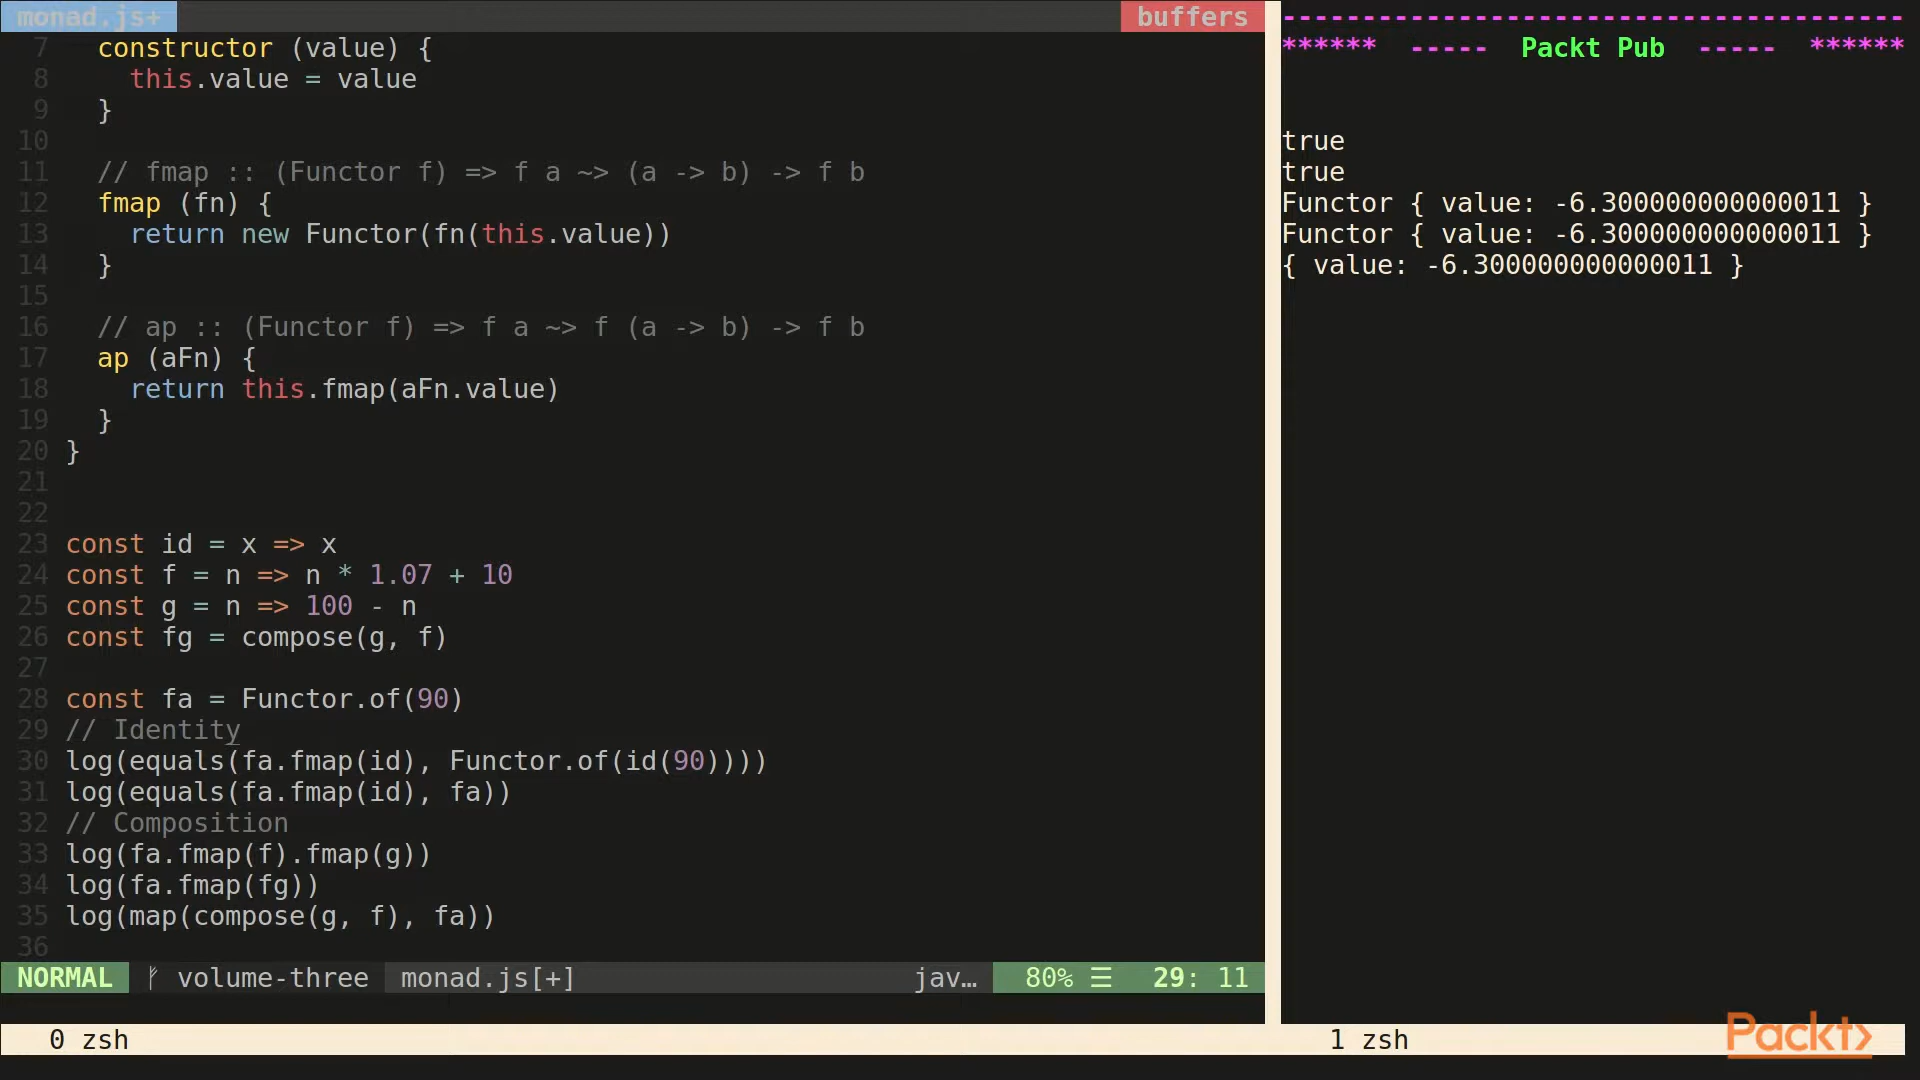 monad.js+ buffers
7 constructor (value) {
8 this.value = value
9 }
10
11 // fmap :: (Functor f) => f a ~> (a -> b) -> f b
12 fmap (fn) {
13 return new Functor(fn(this.value))
14 }
15
16 // ap :: (Functor f) => f a ~> f (a -> b) -> f b
17 ap (aFn) {
18 return this.fmap(aFn.value)
19 }
20 }
21
22
23 const id = x => x
24 const f = n => n * 1.07 + 10
25 const g = n => 100 - n
26 const fg = compose(g, f)
27
28 const fa = Functor.of(90)
29 // Identity
30 log(equals(fa.fmap(id), Functor.of(id(90))))
31 log(equals(fa.fmap(id), fa))
32 // Composition
33 log(fa.fmap(f).fmap(g))
34 log(fa.fmap(fg))
35 log(map(compose(g, f), fa))
36
NORMAL volume-three monad.js[+] jav… 80% ☰ 29: 11
0 zsh
---------------------------------------
****** ----- Packt Pub ----- ******
true
true
Functor { value: -6.300000000000011 }
Functor { value: -6.300000000000011 }
{ value: -6.300000000000011 }
1 zsh
Packt>